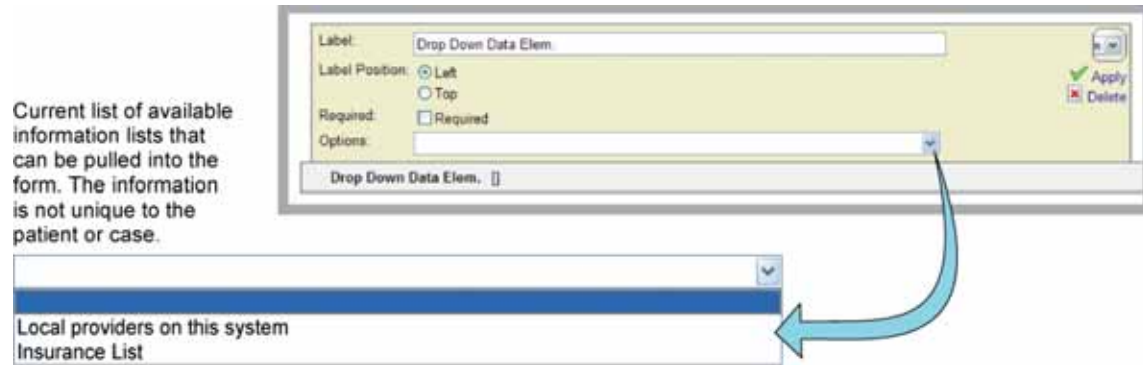 Label: Drop Down Data Elem.
Label Position: Left
Top
Apply
Delete
Required: Required
Options:
Drop Down Data Elem. []
Current list of available
information lists that
can be pulled into the
form. The information
is not unique to the
patient or case.
Local providers on this system
Insurance List